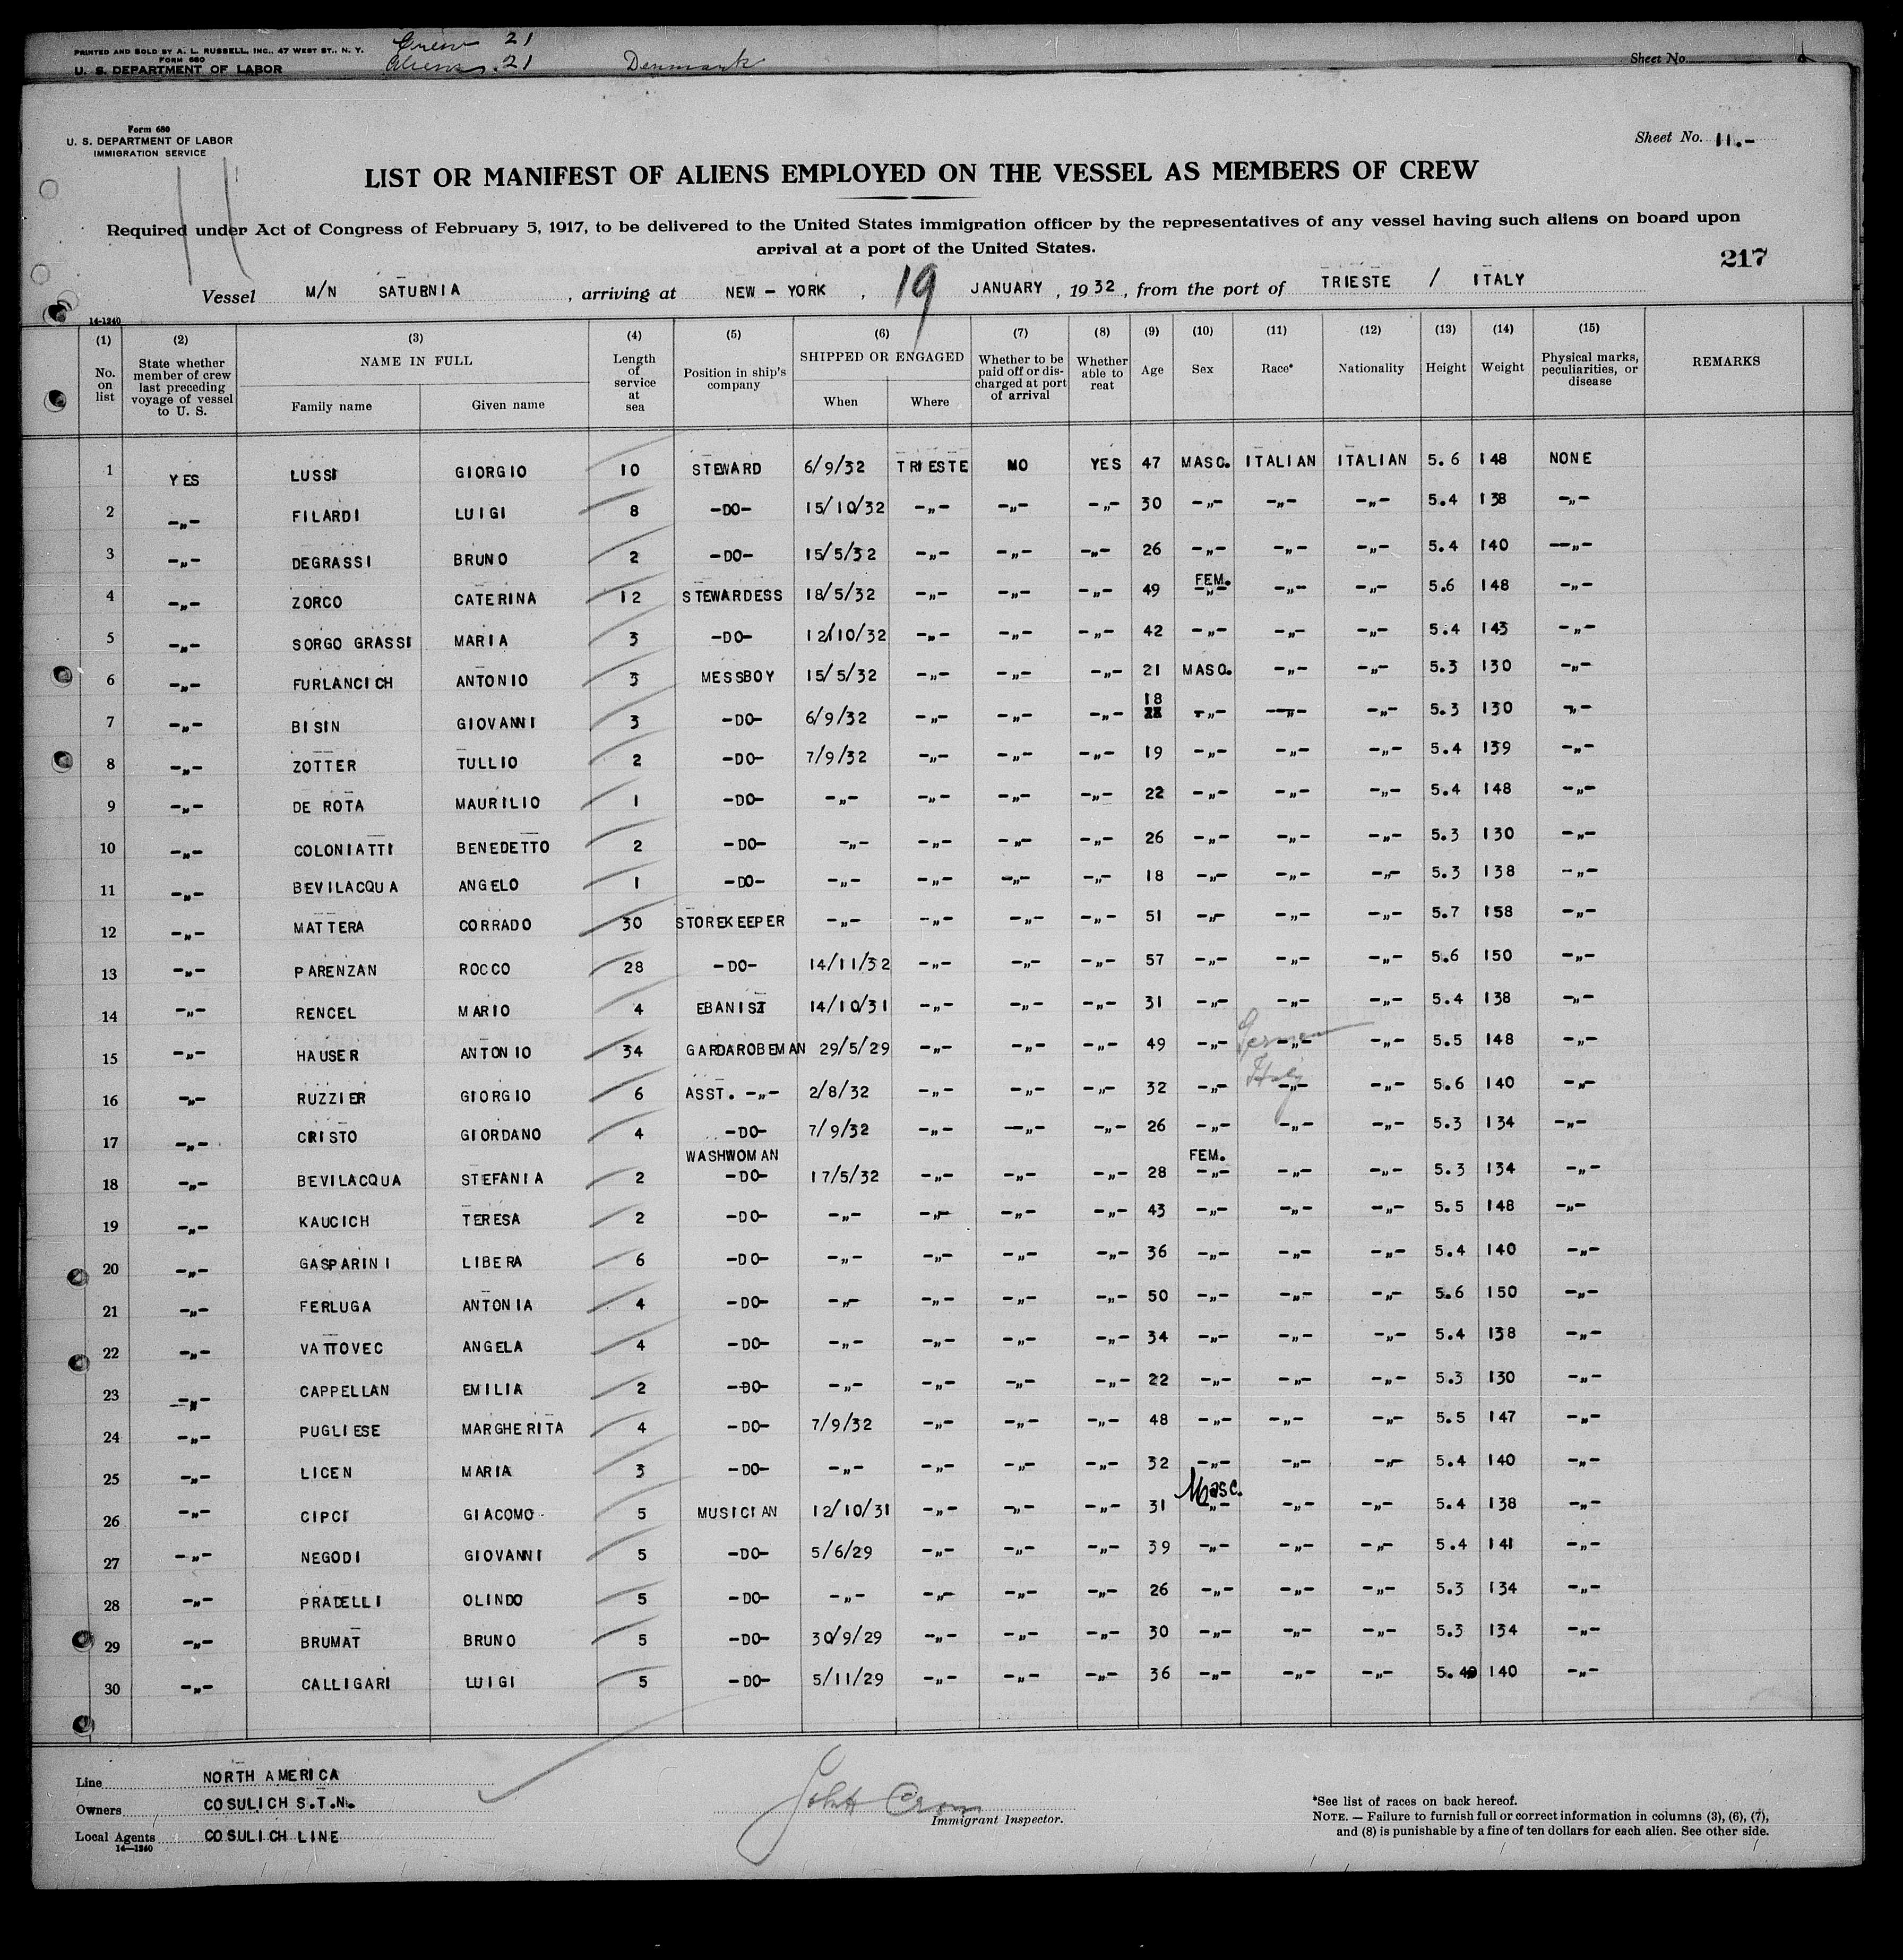 PRINTED AND SOLD BY A. L. RUSSELL, INC., 47 WEST ST., N. Y.
FORM 680
U. S. DEPARTMENT OF LABOR
Crew 21
Aliens 21
Denmark
Sheet No.
Form 680
U. S. DEPARTMENT OF LABOR
IMMIGRATION SERVICE
Sheet No. 11.-
11
LIST OR MANIFEST OF ALIENS EMPLOYED ON THE VESSEL AS MEMBERS OF CREW
Required under Act of Congress of February 5, 1917, to be delivered to the United States immigration officer by the representatives of any vessel having such aliens on board upon
arrival at a port of the United States.
217
Vessel M/N SATURNIA, arriving at NEW - YORK, 19 JANUARY, 1932, from the port of TRIESTE / ITALY
14-1240
(1) (2) (3) (4) (5) (6) (7) (8) (9) (10) (11) (12) (13) (14) (15)
No. on list
State whether member of crew last preceding voyage of vessel to U. S.
NAME IN FULL
Family name
Given name
Length of service at sea
Position in ship's company
SHIPPED OR ENGAGED
When
Where
Whether to be paid off or discharged at port of arrival
Whether able to reat
Age
Sex
Race*
Nationality
Height
Weight
Physical marks, peculiarities, or disease
REMARKS
1 YES LUSSI GIORGIO 10 STEWARD 6/9/32 TRIESTE NO YES 47 MASC. ITALIAN ITALIAN 5.6 148 NONE
2 -"- FILARDI LUIGI 8 -DO- 15/10/32 -"- -"- -"- 30 -"- -"- -"- 5.4 138 -"-
3 -"- DEGRASSI BRUNO 2 -DO- 15/5/32 -"- -"- -"- 26 -"- -"- -"- 5.4 140 -"-
4 -"- ZORCO CATERINA 12 STEWARDESS 18/5/32 -"- -"- -"- 49 FEM. -"- -"- -"- 5.6 148 -"-
5 -"- SORGO GRASSI MARIA 3 -DO- 12/10/32 -"- -"- -"- 42 -"- -"- -"- 5.4 143 -"-
6 -"- FURLANCICH ANTONIO 3 MESSBOY 15/5/32 -"- -"- -"- 21 MASC. -"- -"- 5.3 130 -"-
7 -"- BISIN GIOVANNI 3 -DO- 6/9/32 -"- -"- -"- 18 -"- -"- -"- 5.3 130 -"-
8 -"- ZOTTER TULLIO 2 -DO- 7/9/32 -"- -"- -"- 19 -"- -"- -"- 5.4 139 -"-
9 -"- DE ROTA MAURILIO 1 -DO- -"- -"- -"- -"- 22 -"- -"- -"- 5.4 148 -"-
10 -"- COLONIATTI BENEDETTO 2 -DO- -"- -"- -"- -"- 26 -"- -"- -"- 5.3 130 -"-
11 -"- BEVILACQUA ANGELO 1 -DO- -"- -"- -"- -"- 18 -"- -"- -"- 5.3 138 -"-
12 -"- MATTERA CORRADO 30 STOREKEEPER -"- -"- -"- -"- 51 -"- -"- -"- 5.7 158 -"-
13 -"- PARENZAN ROCCO 28 -DO- 14/11/32 -"- -"- -"- 57 -"- -"- -"- 5.6 150 -"-
14 -"- RENCEL MARIO 4 EBANIST 14/10/31 -"- -"- -"- 31 -"- -"- -"- 5.4 138 -"-
15 -"- HAUSER ANTONIO 34 GARDAROBEMAN 29/5/29 -"- -"- -"- 49 -"- German -"- -"- 5.5 148 -"-
16 -"- RUZZIER GIORGIO 6 ASST. -"- 2/8/32 -"- -"- -"- 32 -"- -"- -"- 5.6 140 -"-
17 -"- CRISTO GIORDANO 4 -DO- 7/9/32 -"- -"- -"- 26 -"- -"- -"- 5.3 134 -"-
18 -"- BEVILACQUA STEFANIA 2 WASHWOMAN -DO- 17/5/32 -"- -"- -"- 28 FEM. -"- -"- -"- 5.3 134 -"-
19 -"- KAUCICH TERESA 2 -DO- -"- -"- -"- -"- 43 -"- -"- -"- 5.5 148 -"-
20 -"- GASPARINI LIBERA 6 -DO- -"- -"- -"- -"- 36 -"- -"- -"- 5.4 140 -"-
21 -"- FERLUGA ANTONIA 4 -DO- -"- -"- -"- -"- 50 -"- -"- -"- 5.6 150 -"-
22 -"- VATTOVEC ANGELA 4 -DO- -"- -"- -"- -"- 34 -"- -"- -"- 5.4 138 -"-
23 -"- CAPPELLAN EMILIA 2 -DO- -"- -"- -"- -"- 22 -"- -"- -"- 5.3 130 -"-
24 -"- PUGLIESE MARGHERITA 4 -DO- 7/9/32 -"- -"- -"- 48 -"- -"- -"- 5.5 147 -"-
25 -"- LICEN MARIA 3 -DO- -"- -"- -"- -"- 32 -"- -"- -"- 5.4 140 -"-
26 -"- CIPCI GIACOMO 5 MUSICIAN 12/10/31 -"- -"- -"- 31 Masc. -"- -"- -"- 5.4 138 -"-
27 -"- NEGODI GIOVANNI 5 -DO- 5/6/29 -"- -"- -"- 39 -"- -"- -"- 5.4 141 -"-
28 -"- PRADELLI OLINDO 5 -DO- -"- -"- -"- -"- 26 -"- -"- -"- 5.3 134 -"-
29 -"- BRUMAT BRUNO 5 -DO- 30/9/29 -"- -"- -"- 30 -"- -"- -"- 5.3 134 -"-
30 -"- CALLIGARI LUIGI 5 -DO- 5/11/29 -"- -"- -"- 36 -"- -"- -"- 5.4 140 -"-
Line NORTH AMERICA
Owners COSULICH S.T.N.
Local Agents COSULICH LINE
14-1240
John
Immigrant Inspector.
*See list of races on back hereof.
NOTE. — Failure to furnish full or correct information in columns (3), (6), (7),
and (8) is punishable by a fine of ten dollars for each alien. See other side.